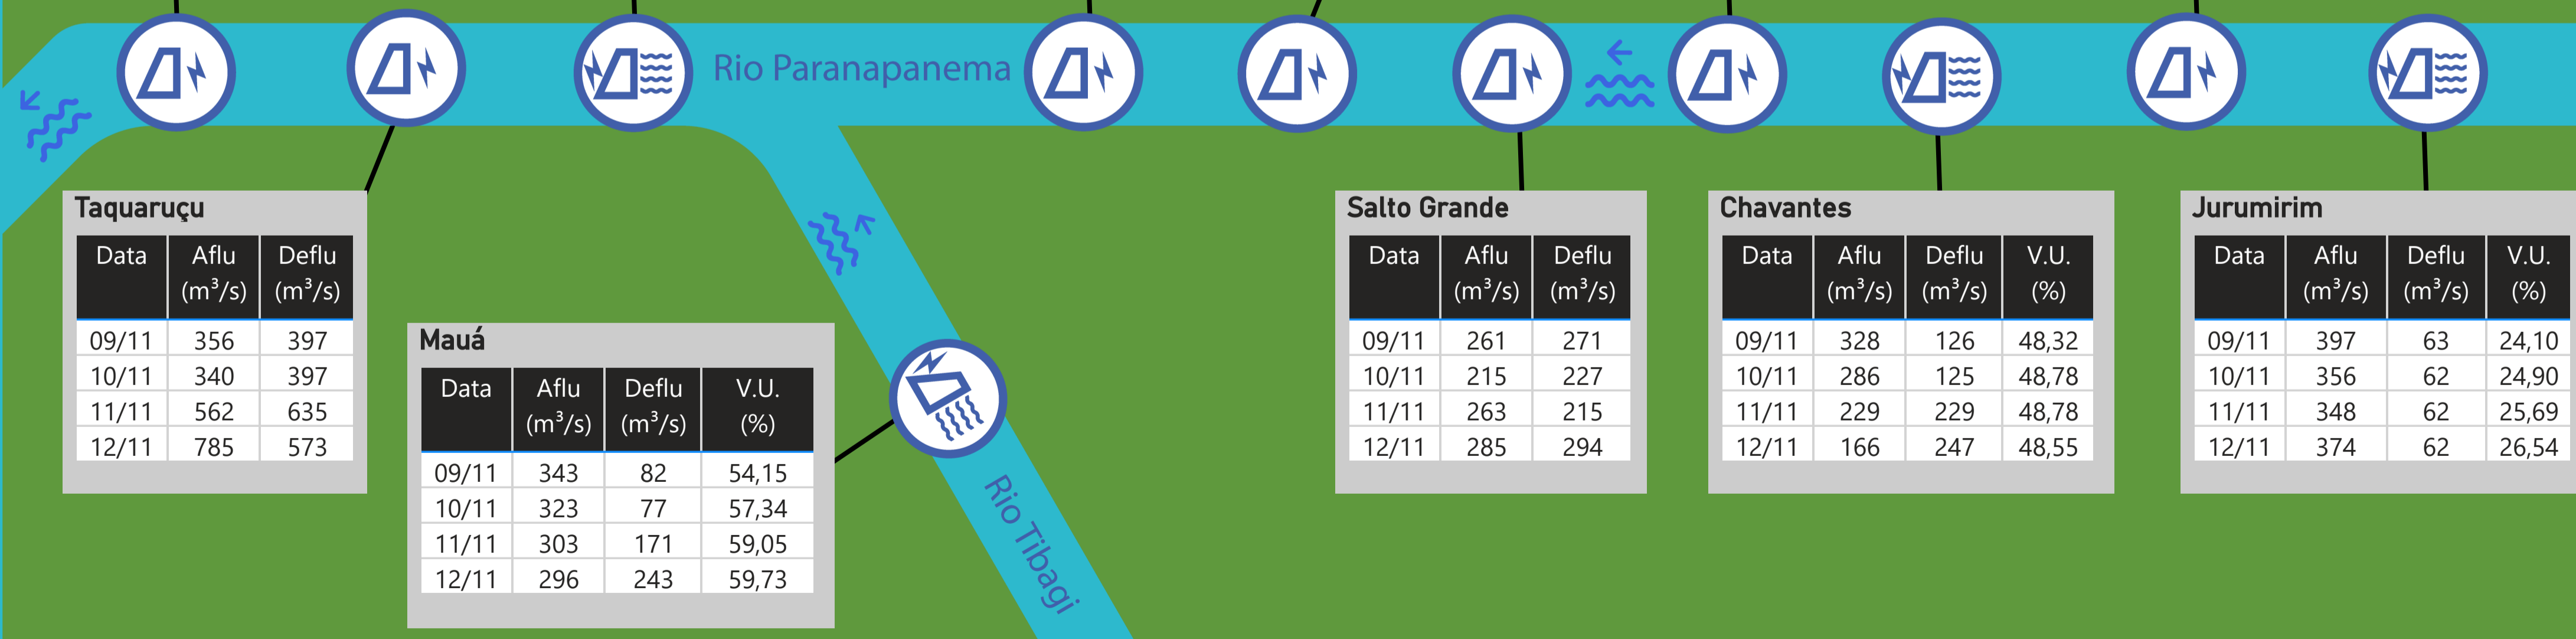 Rio Paranapanema
Taquaruçu
Data Aflu (m³/s) Deflu (m³/s)
09/11 356 397
10/11 340 397
11/11 562 635
12/11 785 573
Mauá
Data Aflu (m³/s) Deflu (m³/s) V.U. (%)
09/11 343 82 54,15
10/11 323 77 57,34
11/11 303 171 59,05
12/11 296 243 59,73
Rio Tibagi
Salto Grande
Data Aflu (m³/s) Deflu (m³/s)
09/11 261 271
10/11 215 227
11/11 263 215
12/11 285 294
Chavantes
Data Aflu (m³/s) Deflu (m³/s) V.U. (%)
09/11 328 126 48,32
10/11 286 125 48,78
11/11 229 229 48,78
12/11 166 247 48,55
Jurumirim
Data Aflu (m³/s) Deflu (m³/s) V.U. (%)
09/11 397 63 24,10
10/11 356 62 24,90
11/11 348 62 25,69
12/11 374 62 26,54